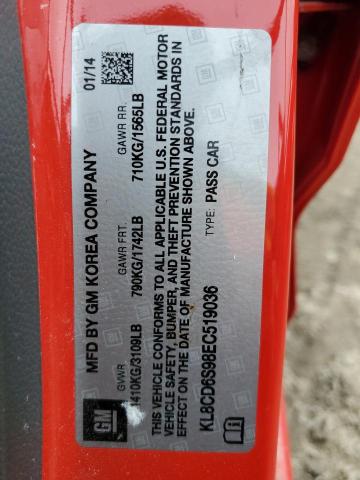 MFD BY GM KOREA COMPANY
01/14
GVWR
GAWR FRT.
GAWR RR.
1410KG/3109LB
790KG/1742LB
710KG/1565LB
THIS VEHICLE CONFORMS TO ALL APPLICABLE U.S. FEDERAL MOTOR
VEHICLE SAFETY, BUMPER, AND THEFT PREVENTION STANDARDS IN
EFFECT ON THE DATE OF MANUFACTURE SHOWN ABOVE.
KL8CD6S98EC519036
TYPE: PASS CAR
GM